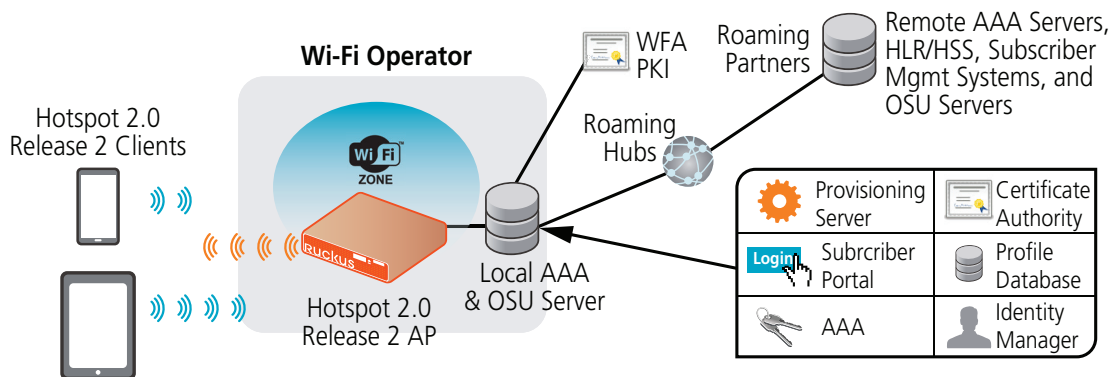 Hotspot 2.0
Release 2 Clients
Wi-Fi Operator
Wi Fi
ZONE
Ruckus
Hotspot 2.0
Release 2 AP
Local AAA
& OSU Server
WFA
PKI
Roaming
Hubs
Roaming
Partners
Remote AAA Servers,
HLR/HSS, Subscriber
Mgmt Systems, and
OSU Servers
Provisioning
Server
Certificate
Authority
Login
Subrcriber
Portal
Profile
Database
AAA
Identity
Manager